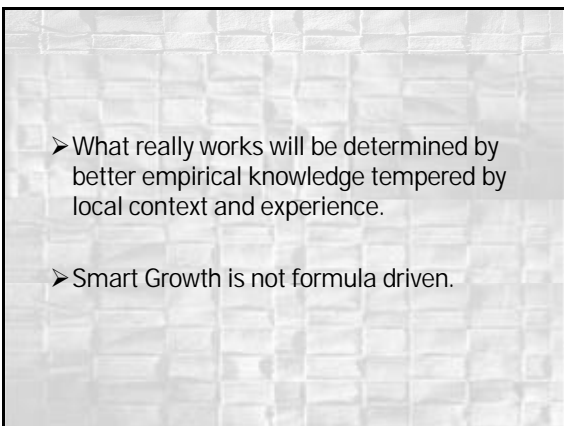 ➢What really works will be determined by
better empirical knowledge tempered by
local context and experience.
➢Smart Growth is not formula driven.